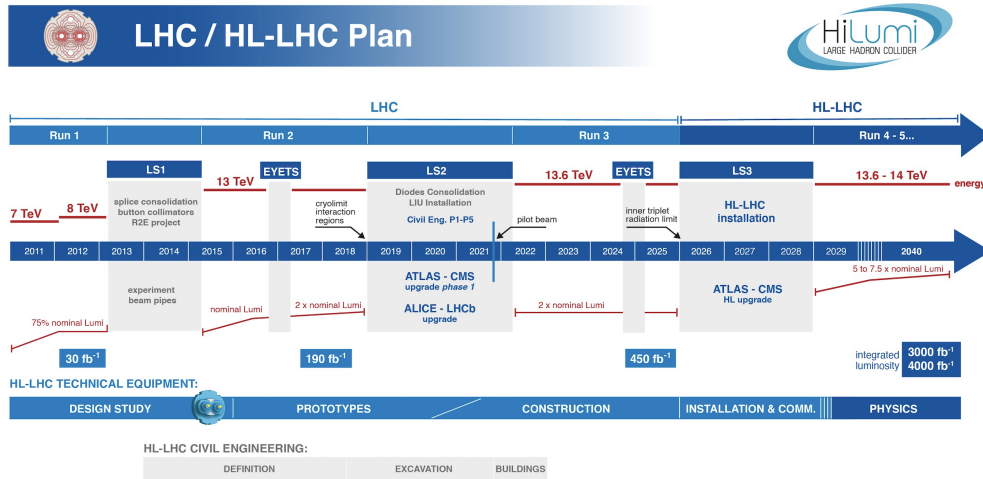 LHC / HL-LHC Plan
HiLumi
LARGE HADRON COLLIDER
LHC
HL-LHC
Run 1
Run 2
Run 3
Run 4 - 5...
LS1
EYETS
LS2
EYETS
LS3
13 TeV
13.6 TeV
13.6 - 14 TeV
energy
7 TeV
8 TeV
splice consolidation
button collimators
R2E project
cryolimit
interaction
regions
Diodes Consolidation
LIU Installation
Civil Eng. P1-P5
pilot beam
inner triplet
radiation limit
HL-LHC
installation
2011
2012
2013
2014
2015
2016
2017
2018
2019
2020
2021
2022
2023
2024
2025
2026
2027
2028
2029
2040
experiment
beam pipes
ATLAS - CMS
upgrade phase 1
ALICE - LHCb
upgrade
ATLAS - CMS
HL upgrade
5 to 7.5 x nominal Lumi
75% nominal Lumi
nominal Lumi
2 x nominal Lumi
2 x nominal Lumi
30 fb⁻¹
190 fb⁻¹
450 fb⁻¹
integrated
luminosity
3000 fb⁻¹
4000 fb⁻¹
HL-LHC TECHNICAL EQUIPMENT:
DESIGN STUDY
PROTOTYPES
CONSTRUCTION
INSTALLATION & COMM.
PHYSICS
HL-LHC CIVIL ENGINEERING:
DEFINITION
EXCAVATION
BUILDINGS